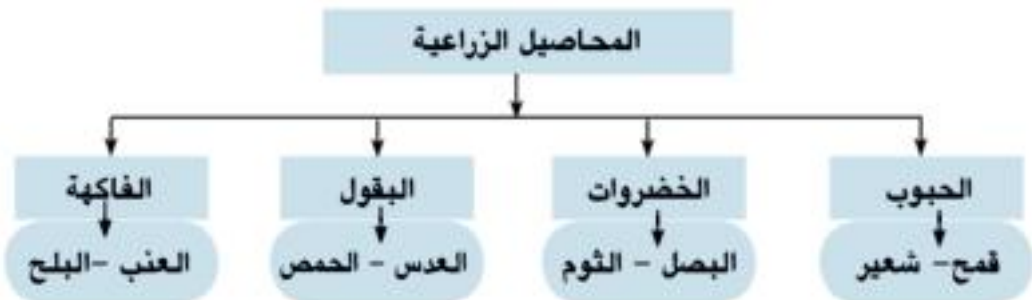 المحاصيل الزراعية
الحبوب
الخضروات
البقول
الفاكهة
قمح- شعير
البصل - الثوم
العدس - الحمص
العنب -البلح